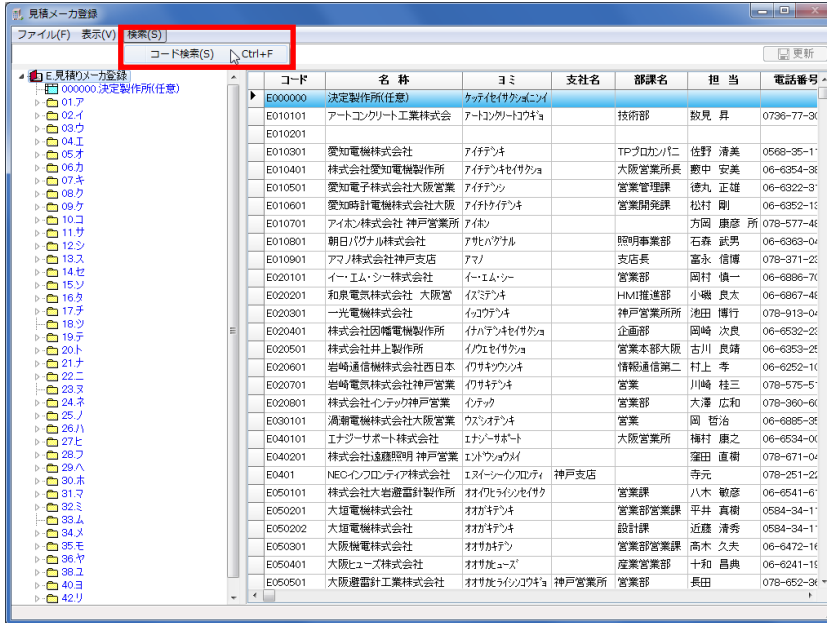 見積メーカ登録
ファイル(F) 表示(V) 検索(S)
コード検索(S) Ctrl+F
更新
E.見積りメーカ登録
000000.決定製作所(任意)
01.ア
02.イ
03.ウ
04.エ
05.オ
06.カ
07.キ
08.ク
09.ケ
10.コ
11.サ
12.シ
13.ス
14.セ
15.ソ
16.タ
17.チ
18.ツ
19.テ
20.ト
21.ナ
22.ニ
23.ヌ
24.ネ
25.ノ
26.ハ
27.ヒ
28.フ
29.ヘ
30.ホ
31.マ
32.ミ
33.ム
34.メ
35.モ
36.ヤ
38.ユ
40.ヨ
42.リ
コード 名 称 ヨミ 支社名 部課名 担 当 電話番号
E000000 決定製作所(任意) ケッテイセイサクショ(ニンイ
E010101 アートコンクリート工業株式会 アートコンクリートコウギョ 技術部 数見 昇 0736-77-30
E010201
E010301 愛知電機株式会社 アイチデンキ TPプロカンパニ 佐野 清美 0568-35-11
E010401 株式会社愛知電機製作所 アイチデンキセイサクショ 大阪営業所長 藪中 安美 06-6354-38
E010501 愛知電子株式会社大阪営業 アイチデンシ 営業管理課 徳丸 正雄 06-6322-3
E010601 愛知時計電機株式会社大阪 アイチトケイデンキ 営業開発課 松村 剛 06-6352-13
E010701 アイホン株式会社 神戸営業所 アイホン 方岡 康彦 所 078-577-48
E010801 朝日パグナル株式会社 アサヒパグナル 照明事業部 石森 武男 06-6363-04
E010901 アマノ株式会社神戸支店 アマノ 支店長 富永 信博 078-371-23
E020101 イー・エム・シー株式会社 イー・エム・シー 営業部 岡村 慎一 06-6886-70
E020201 和泉電気株式会社 大阪営 イズミデンキ HMI推進部 小磯 良太 06-6867-48
E020301 一光電機株式会社 イッコウデンキ 神戸営業所所 池田 博行 078-913-04
E020401 株式会社因幡電機製作所 イナバデンキセイサクショ 企画部 岡崎 次良 06-6532-23
E020501 株式会社井上製作所 イノウエセイサクショ 営業本部大阪 古川 良靖 06-6353-25
E020601 岩崎通信機株式会社西日本 イワサキツウシンキ 情報通信第二 村上 孝 06-6252-10
E020701 岩崎電気株式会社神戸営業 イワサキデンキ 営業 川崎 桂三 078-575-5
E020801 株式会社インテック神戸営業 インテック 営業部 大澤 広和 078-360-60
E030101 渦潮電機株式会社大阪営業 ウズシオデンキ 営業 岡 哲治 06-6885-35
E040101 エナジーサポート株式会社 エナジーサポート 大阪営業所 梅村 康之 06-6534-00
E040201 株式会社遠藤照明 神戸営業 エンドウショウメイ 窪田 直樹 078-671-04
E0401 NECインフロンティア株式会社 エヌイーシーインフロンティ 神戸支店 寺元 078-251-22
E050101 株式会社大岩避雷針製作所 オオイワヒライシンセイサク 営業課 八木 敏彦 06-6541-6
E050201 大垣電機株式会社 オオガキデンキ 営業部営業課 平井 真樹 0584-34-1
E050202 大垣電機株式会社 オオガキデンキ 設計課 近藤 清秀 0584-34-1
E050301 大阪機電株式会社 オオサカキデン 営業部営業課 高木 久夫 06-6472-16
E050401 大阪ヒューズ株式会社 オオサカヒューズ 産業営業部 十和 昌典 06-6241-19
E050501 大阪避雷針工業株式会社 オオサカヒライシンコウギョ 神戸営業所 営業部 長田 078-652-36